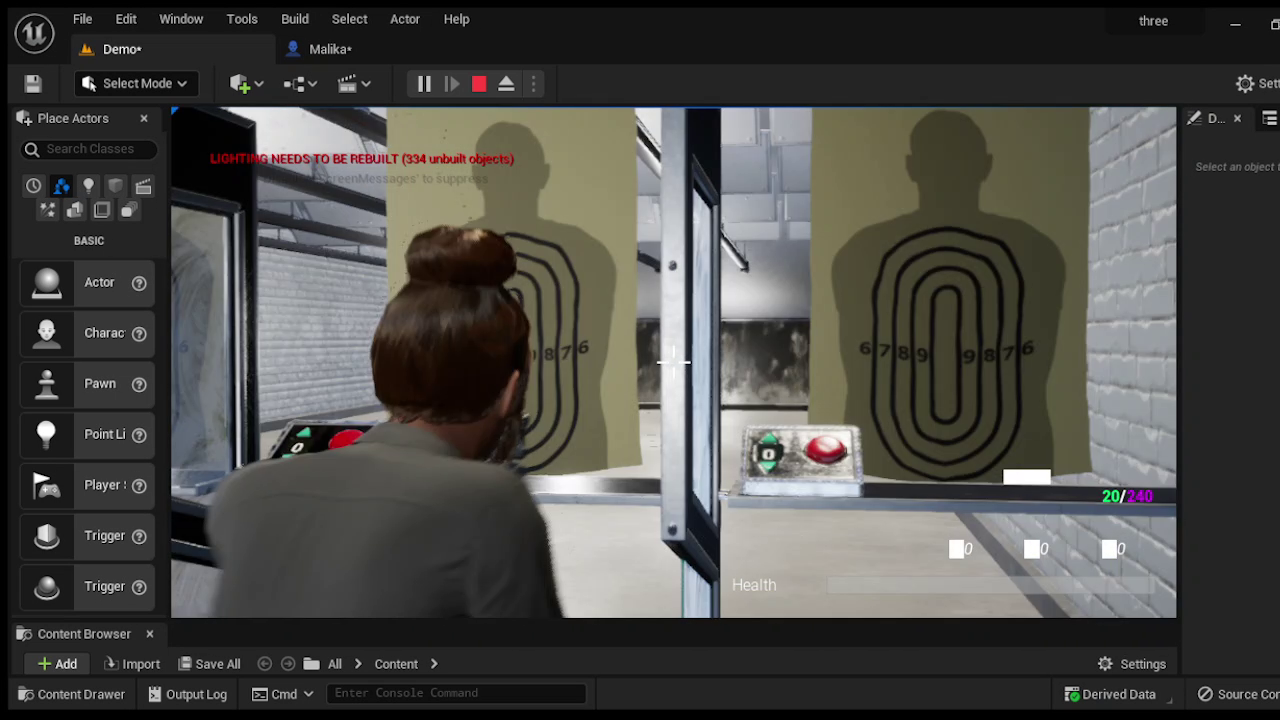 File Edit Window Tools Build Select Actor Help
three
Demo*
Malika*
Select Mode
Sett
Place Actors
D...
Search Classes
Select an object t
LIGHTING NEEDS TO BE REBUILT (334 unbuilt objects)
ScreenMessages' to suppress
BASIC
Actor
Charac
Pawn
Point Li
Player
Trigger
Trigger
8 7 6
6 7 8 9 9 8 7 6
0
0
20/240
0 0 0
Health
Content Browser
Add Import Save All All Content Settings
Content Drawer Output Log Cmd Enter Console Command Derived Data Source Con